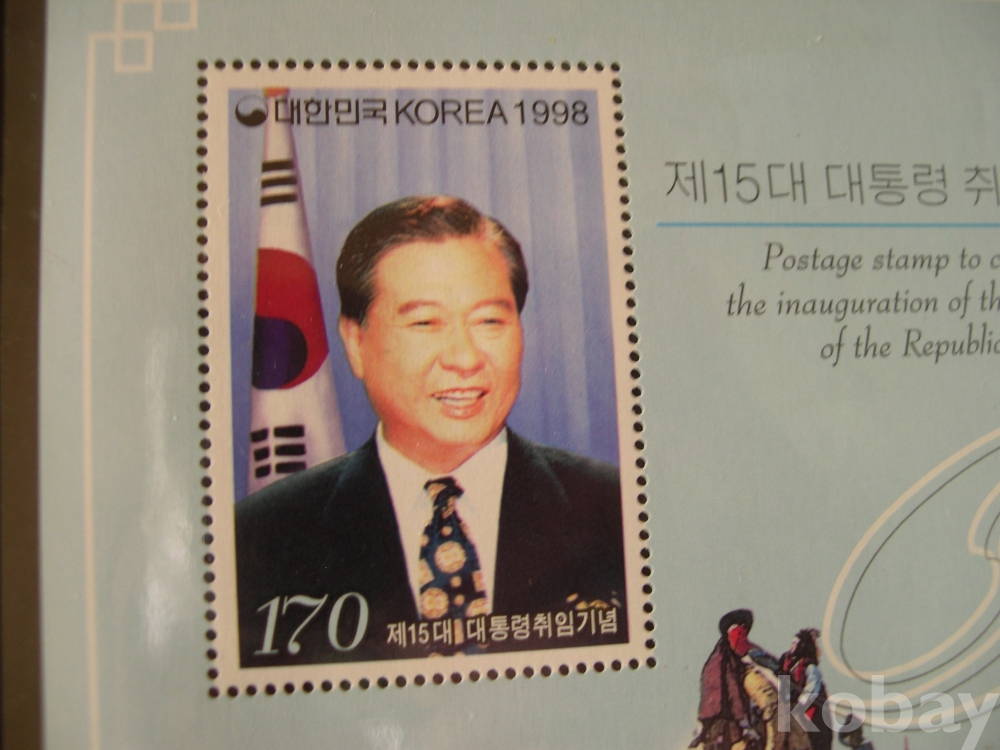 대한민국 KOREA 1998
170
제15대 대통령취임기념
제15대 대통령 취
Postage stamp to
the inauguration of
of the Republic
kobay